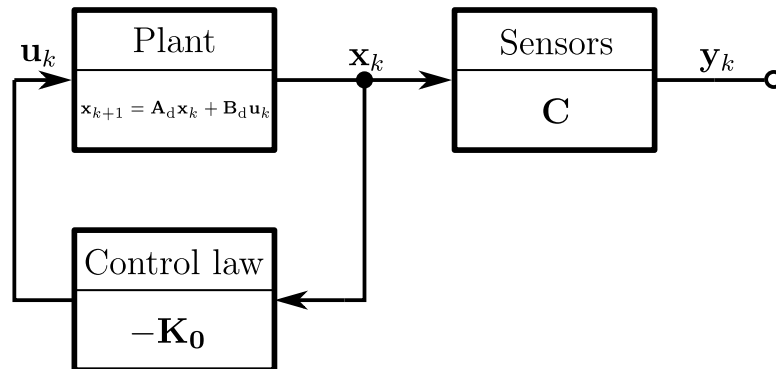 Plant
Sensors
u_k
x_k
y_k
x_{k+1} = A_d x_k + B_d u_k
C
Control law
−K_0